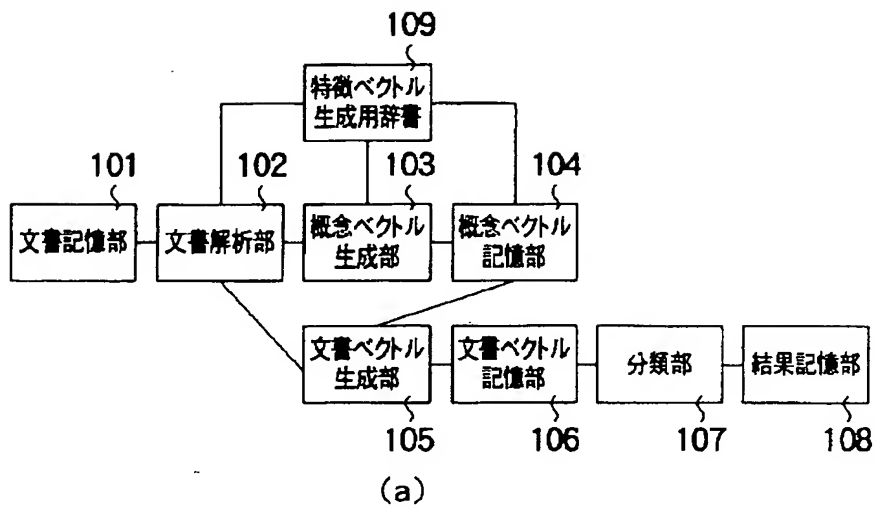 109
特徴ベクトル
生成用辞書
101
102
103
104
文書記憶部
文書解析部
概念ベクトル
生成部
概念ベクトル
記憶部
文書ベクトル
生成部
文書ベクトル
記憶部
分類部
結果記憶部
105
106
107
108
(a)